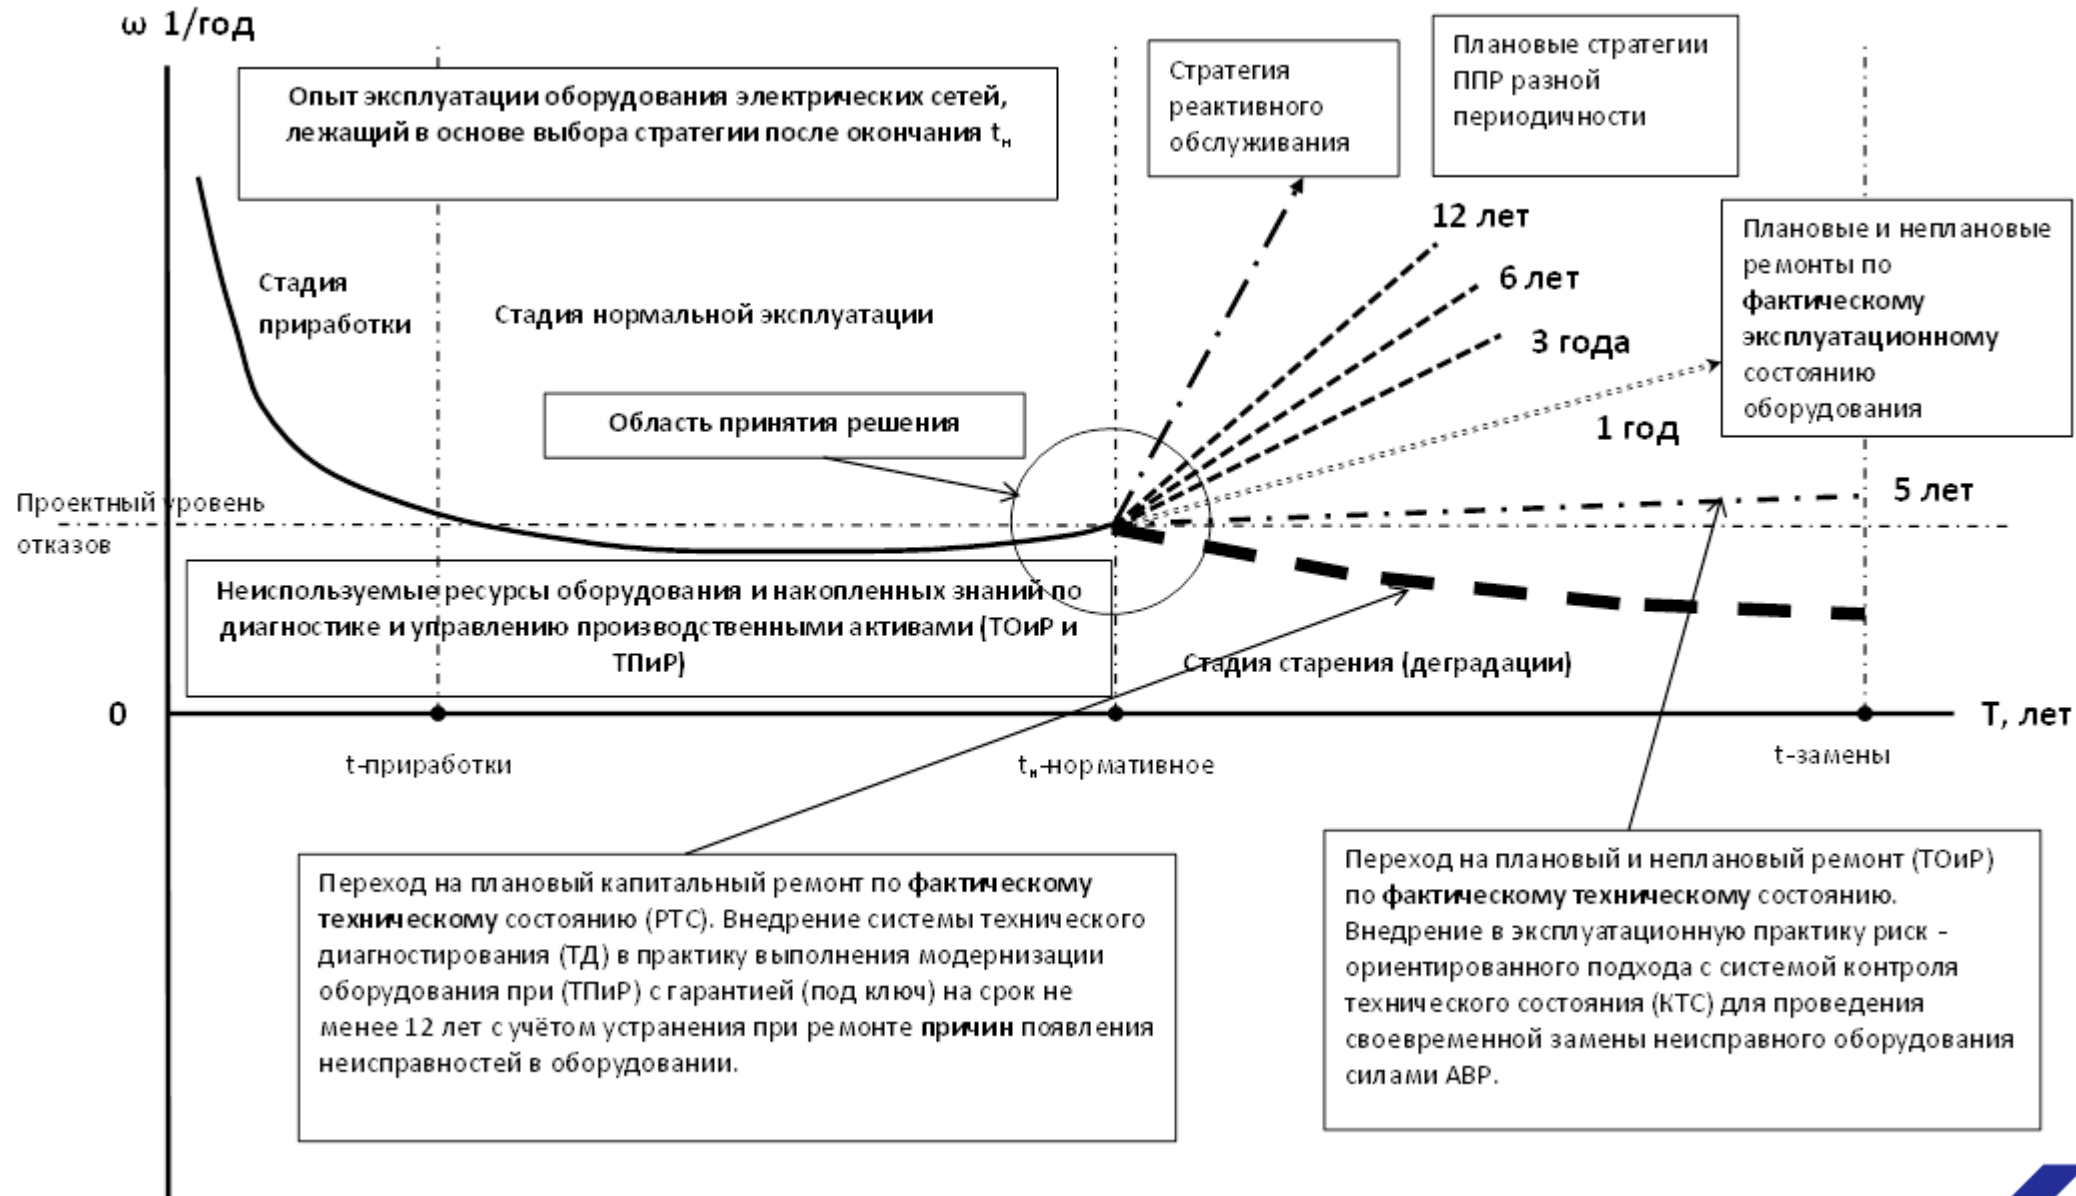 ω 1/год
Опыт эксплуатации оборудования электрических сетей,
лежащий в основе выбора стратегии после окончания tн
Стратегия
реактивного
обслуживания
Плановые стратегии
ППР разной
периодичности
12 лет
6 лет
3 года
1 год
5 лет
Плановые и неплановые
ремонты по
фактическому
эксплуатационному
состоянию
оборудования
Стадия
приработки
Стадия нормальной эксплуатации
Область принятия решения
Проектный уровень
отказов
Неиспользуемые ресурсы оборудования и накопленных знаний по
диагностике и управлению производственными активами (ТОиР и
ТПиР)
Стадия старения (деградации)
0
Т, лет
t-приработки
tн-нормативное
t-замены
Переход на плановый капитальный ремонт по фактическому
техническому состоянию (РТС). Внедрение системы технического
диагностирования (ТД) в практику выполнения модернизации
оборудования при (ТПиР) с гарантией (под ключ) на срок не
менее 12 лет с учётом устранения при ремонте причин появления
неисправностей в оборудовании.
Переход на плановый и неплановый ремонт (ТОиР)
по фактическому техническому состоянию.
Внедрение в эксплуатационную практику риск -
ориентированного подхода с системой контроля
технического состояния (КТС) для проведения
своевременной замены неисправного оборудования
силами АВР.